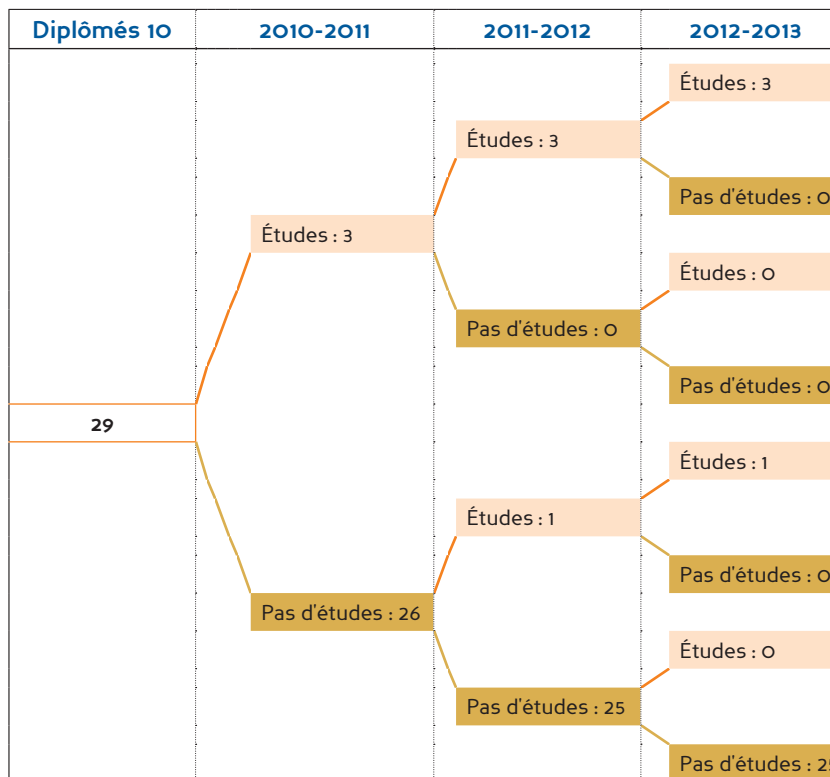 Diplômés 10 2010-2011 2011-2012 2012-2013
Études : 3
Études : 3
Pas d'études : 0
Études : 3
Études : 0
Pas d'études : 0
Pas d'études : 0
29
Études : 1
Études : 1
Pas d'études : 0
Pas d'études : 26
Études : 0
Pas d'études : 25
Pas d'études :